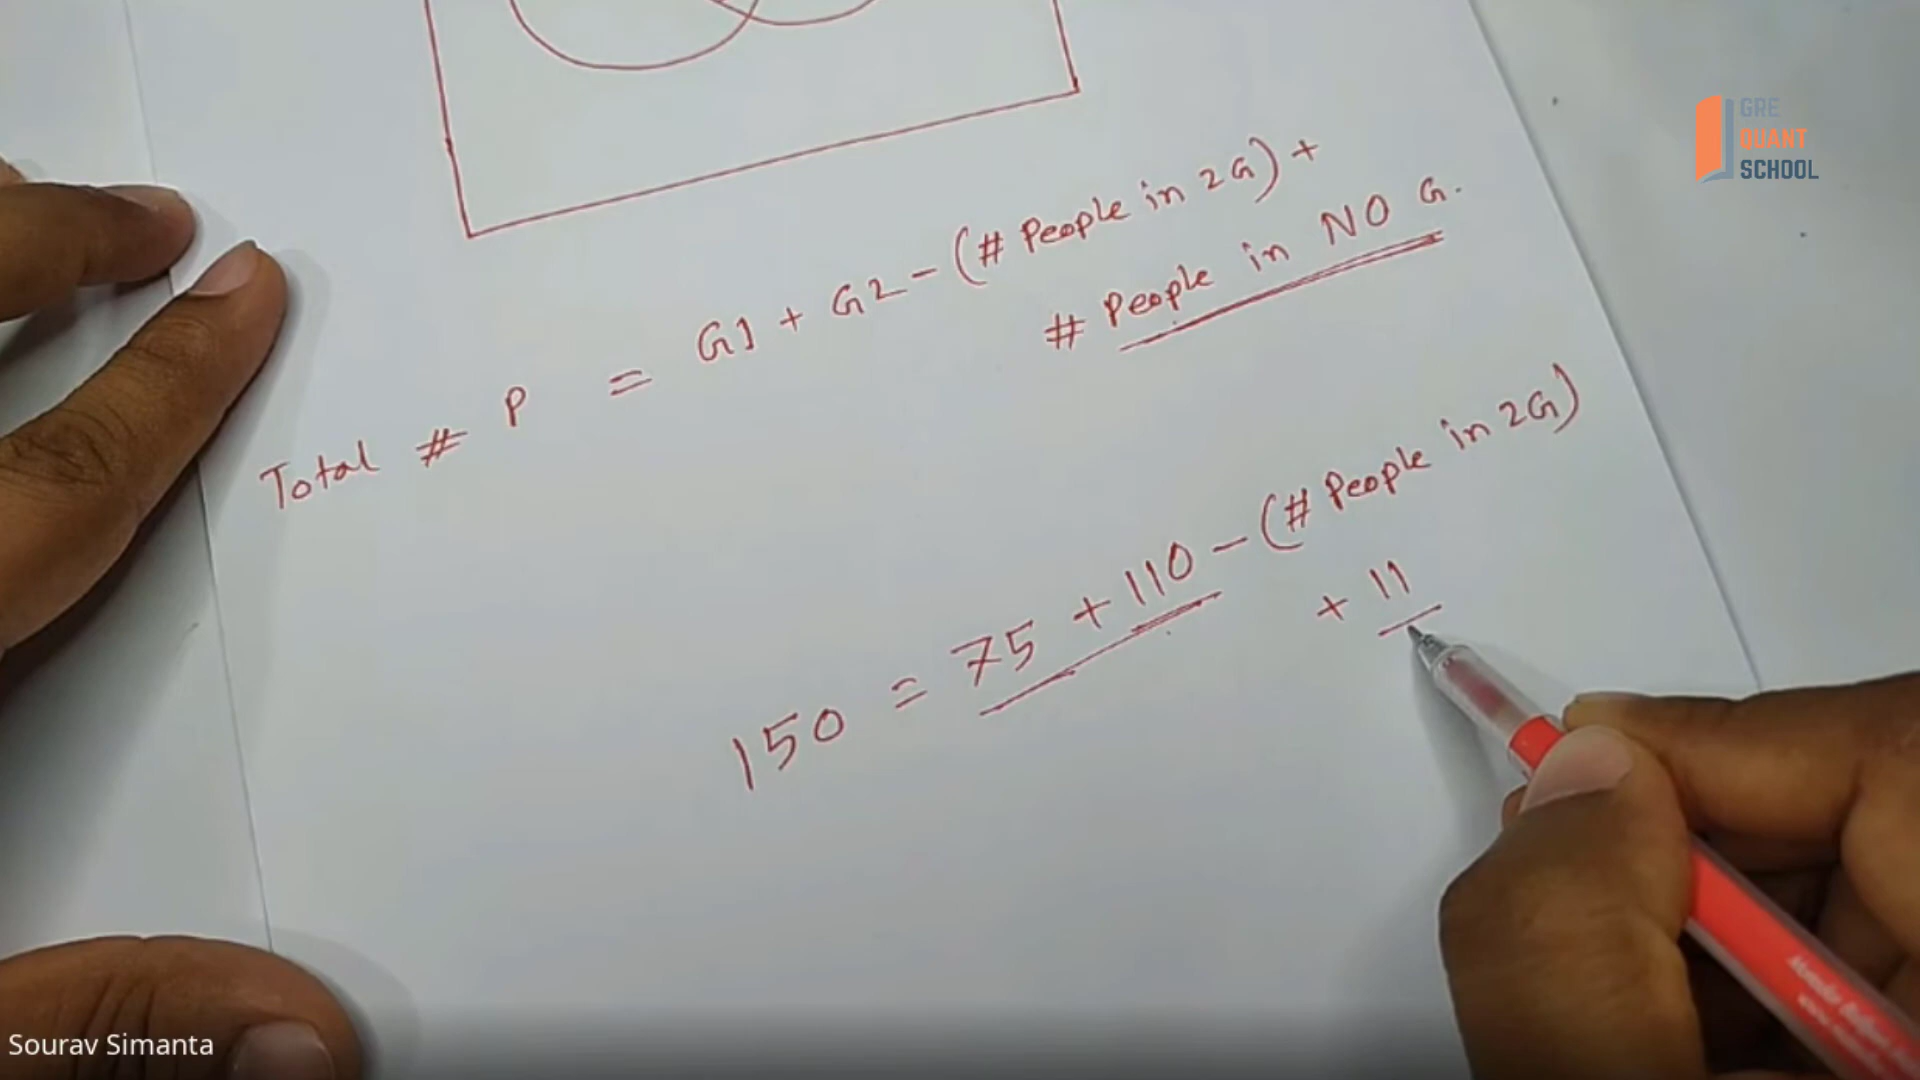 GRE
QUANT
SCHOOL
Total # P = G1 + G2 - (# People in 2G) +
# People in NO G.
150 = 75 + 110 - (# People in 2G)
+ 11
Sourav Simanta